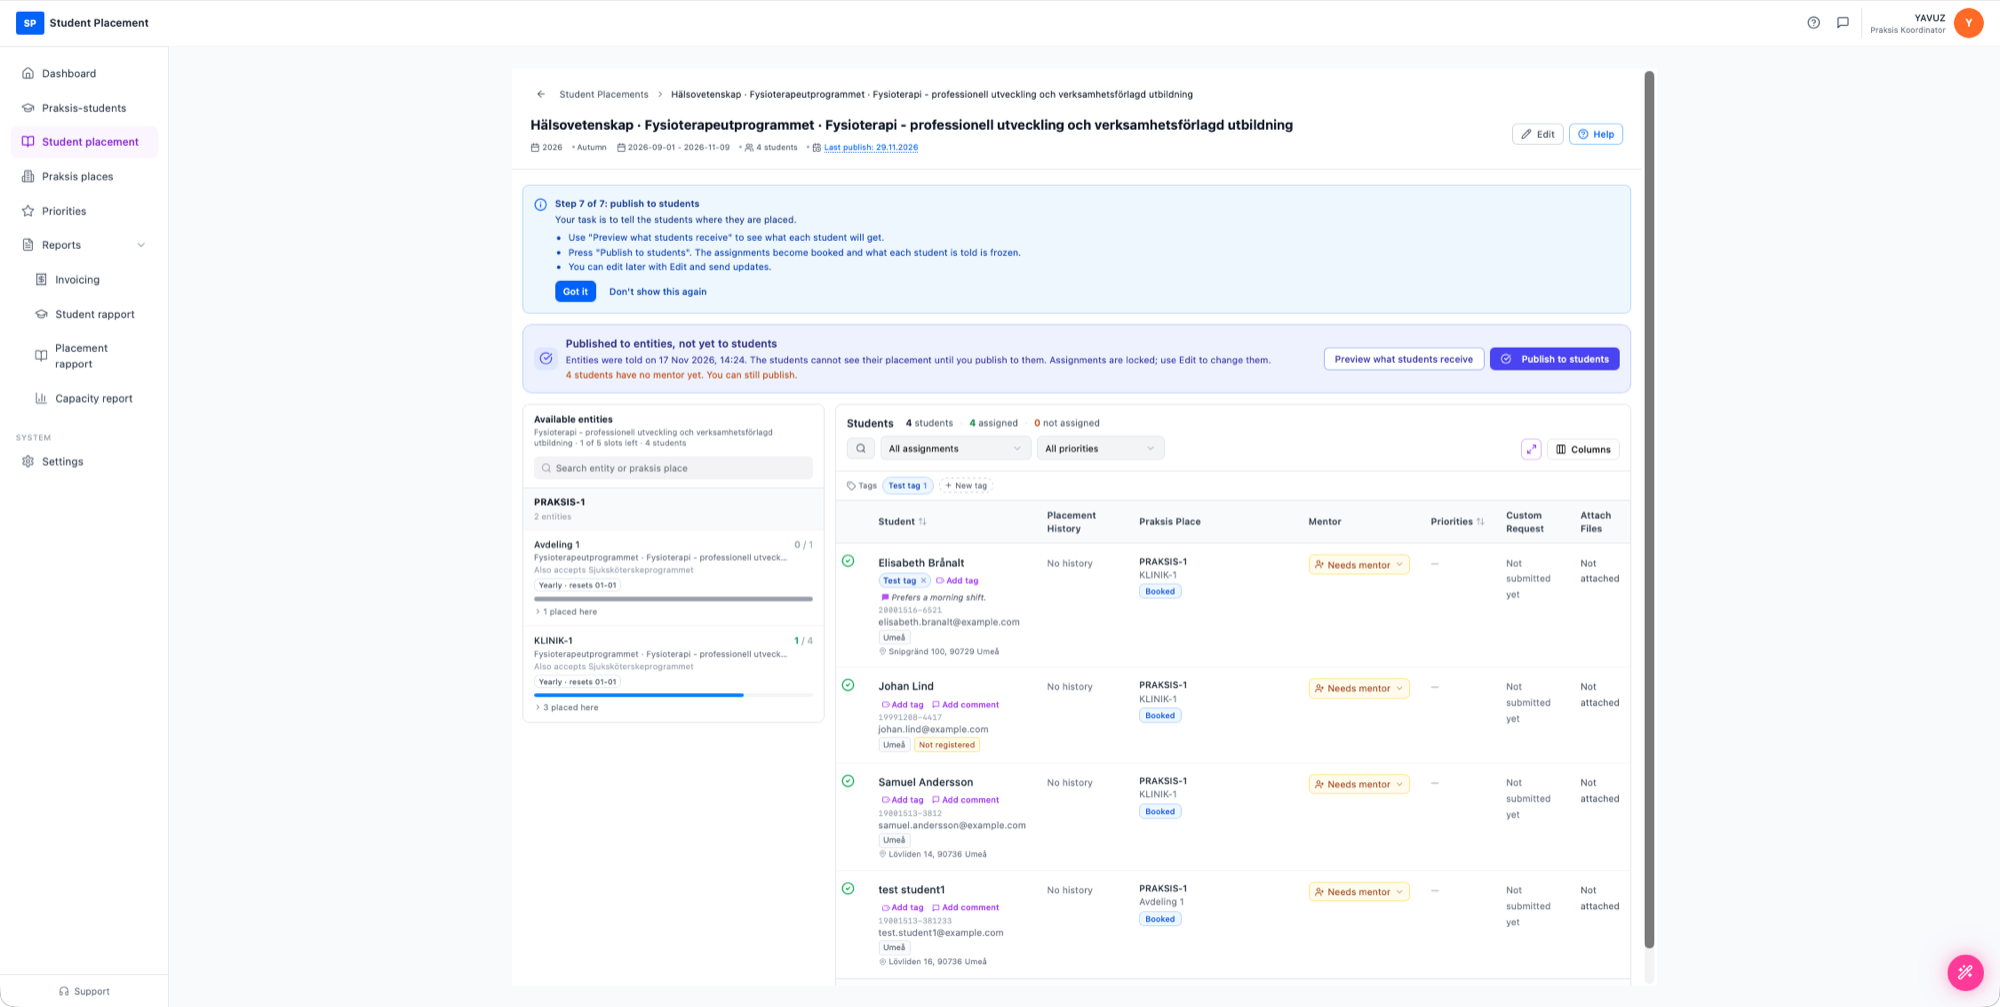 SP Student Placement
YAVUZ
Praksis Koordinator
Y
Dashboard
Praksis-students
Student placement
Praksis places
Priorities
Reports
Invoicing
Student rapport
Placement
rapport
Capacity report
SYSTEM
Settings
Support
Student Placements > Hälsovetenskap · Fysioterapeutprogrammet · Fysioterapi - professionell utveckling och verksamhetsförlagd utbildning
Hälsovetenskap · Fysioterapeutprogrammet · Fysioterapi - professionell utveckling och verksamhetsförlagd utbildning
2026 • Autumn 2026-09-01 - 2026-11-09 • 4 students • Last publish: 29.11.2026
Edit
Help
Step 7 of 7: publish to students
Your task is to tell the students where they are placed.
• Use "Preview what students receive" to see what each student will get.
• Press "Publish to students". The assignments become booked and what each student is told is frozen.
• You can edit later with Edit and send updates.
Got it Don't show this again
Published to entities, not yet to students
Entities were told on 17 Nov 2026, 14:24. The students cannot see their placement until you publish to them. Assignments are locked; use Edit to change them.
4 students have no mentor yet. You can still publish.
Preview what students receive
Publish to students
Available entities
Fysioterapi - professionell utveckling och verksamhetsförlagd
utbildning · 1 of 5 slots left · 4 students
Search entity or praksis place
PRAKSIS-1
2 entities
Avdeling 1 0 / 1
Fysioterapeutprogrammet · Fysioterapi - professionell utveck...
Also accepts Sjuksköterskeprogrammet
Yearly · resets 01-01
> 1 placed here
KLINIK-1 1 / 4
Fysioterapeutprogrammet · Fysioterapi - professionell utveck...
Also accepts Sjuksköterskeprogrammet
Yearly · resets 01-01
> 3 placed here
Students 4 students · 4 assigned · 0 not assigned
All assignments
All priorities
Columns
Tags Test tag 1 + New tag
Student
Placement
History
Praksis Place
Mentor
Priorities
Custom
Request
Attach
Files
Elisabeth Brånalt
Test tag × Add tag
Prefers a morning shift.
20001516-6521
elisabeth.branalt@example.com
Umeå
Snipgränd 100, 90729 Umeå
No history
PRAKSIS-1
KLINIK-1
Booked
Needs mentor
—
Not
submitted
yet
Not
attached
Johan Lind
Add tag Add comment
19991208-4417
johan.lind@example.com
Umeå Not registered
No history
PRAKSIS-1
KLINIK-1
Booked
Needs mentor
—
Not
submitted
yet
Not
attached
Samuel Andersson
Add tag Add comment
19001513-3812
samuel.andersson@example.com
Umeå
Lövliden 14, 90736 Umeå
No history
PRAKSIS-1
KLINIK-1
Booked
Needs mentor
—
Not
submitted
yet
Not
attached
test student1
Add tag Add comment
19001513-381233
test.student1@example.com
Umeå
Lövliden 16, 90736 Umeå
No history
PRAKSIS-1
Avdeling 1
Booked
Needs mentor
—
Not
submitted
yet
Not
attached